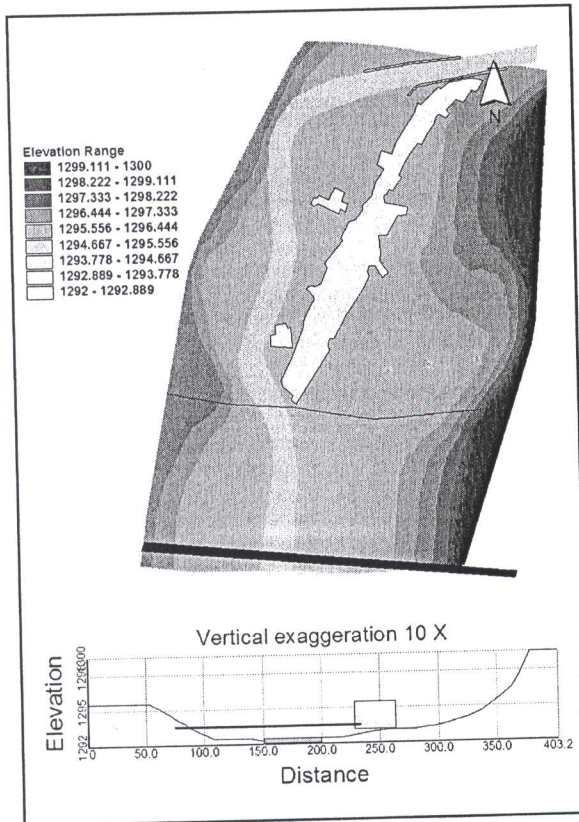 N
Elevation Range
1299.111 - 1300
1298.222 - 1299.111
1297.333 - 1298.222
1296.444 - 1297.333
1295.556 - 1296.444
1294.667 - 1295.556
1293.778 - 1294.667
1292.889 - 1293.778
1292 - 1292.889
Vertical exaggeration 10 X
Elevation
1292
1295
0
50.0
100.0
150.0
200.0
250.0
300.0
350.0
403.2
Distance